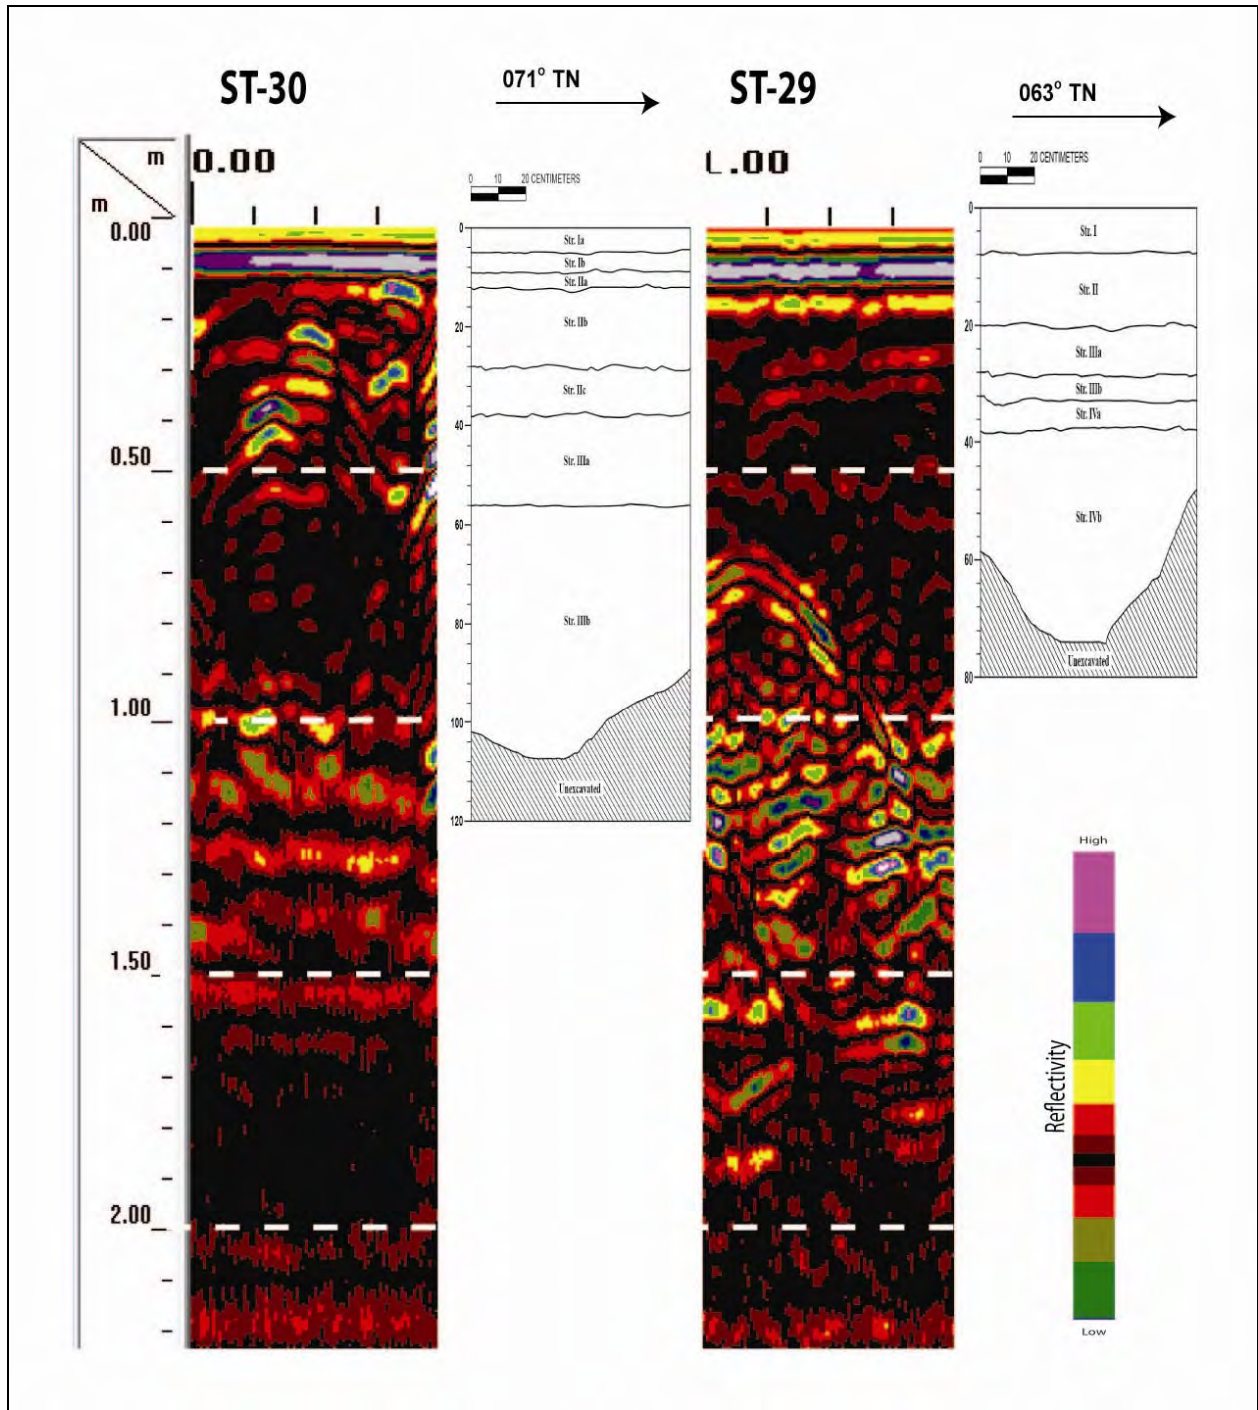 ST-30
071° TN
ST-29
063° TN
m
m
0.00
L.00
0 10 20 CENTIMETERS
0 10 20 CENTIMETERS
0.00
0.50
1.00
1.50
2.00
0
20
40
60
80
100
120
Str. Ia
Str. Ib
Str. IIa
Str. IIb
Str. IIc
Str. IIIa
Str. IIIb
Unexcavated
0
20
40
60
80
Str. I
Str. II
Str. IIIa
Str. IIIb
Str. IVa
Str. IVb
Unexcavated
High
Reflectivity
Low